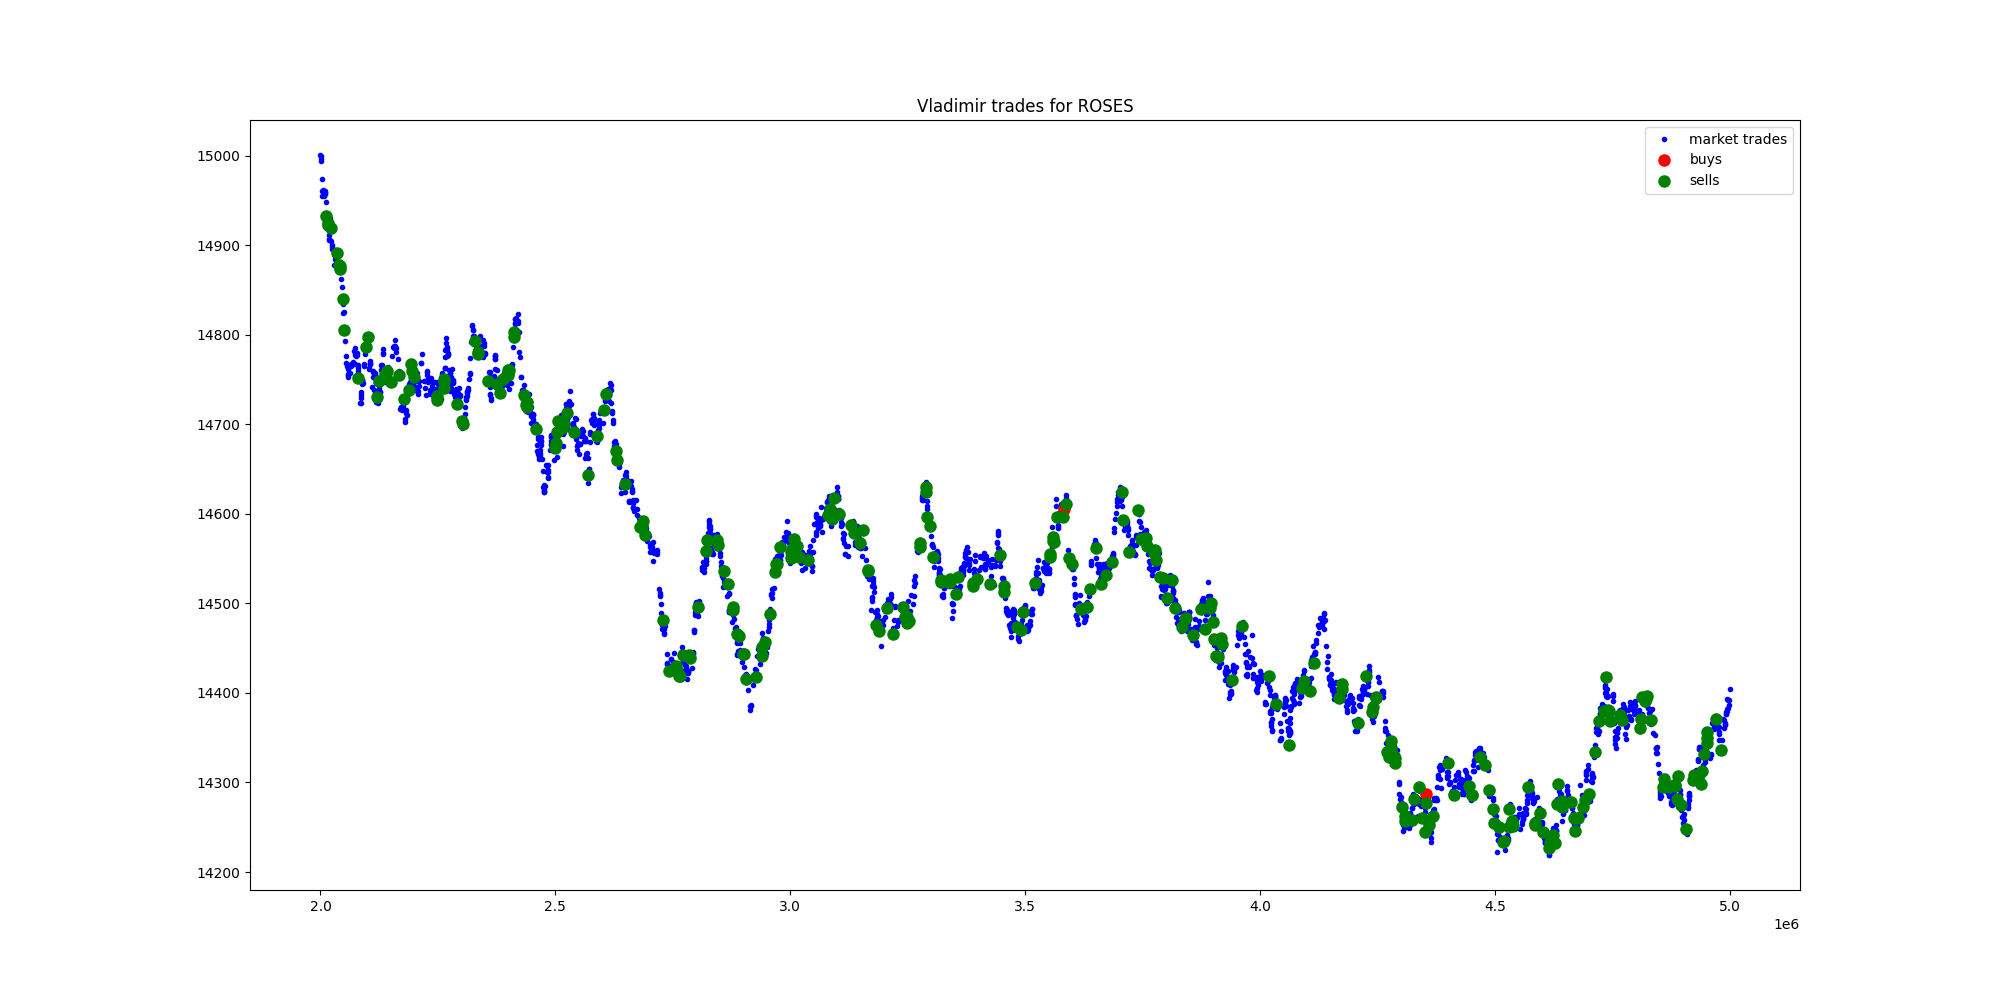 Vladimir trades for ROSES
market trades
buys
sells
15000
14900
14800
14700
14600
14500
14400
14300
14200
2.0 2.5 3.0 3.5 4.0 4.5 5.0
1e6